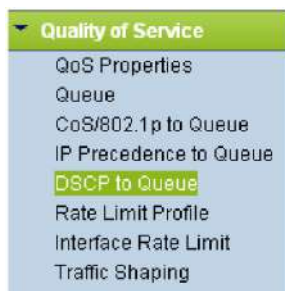 Quality of Service
QoS Properties
Queue
CoS/802.1p to Queue
IP Precedence to Queue
DSCP to Queue
Rate Limit Profile
Interface Rate Limit
Traffic Shaping